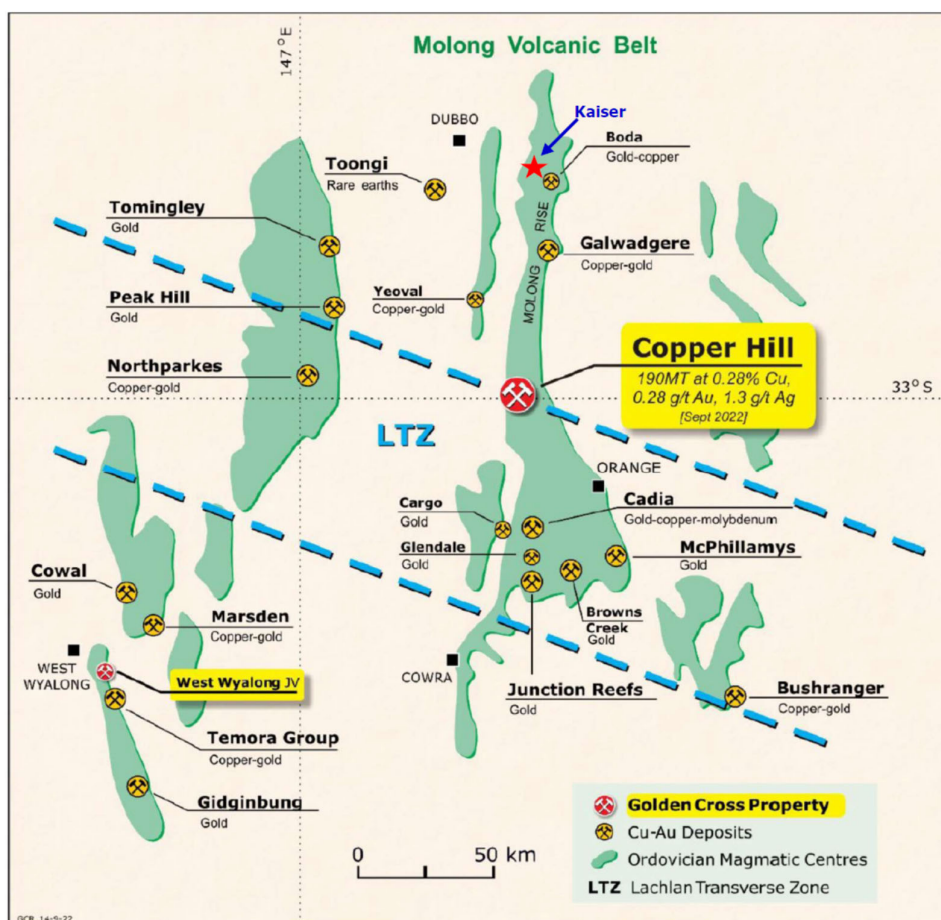 Molong Volcanic Belt
147°E
Kaiser
DUBBO
Boda
Gold-copper
Toongi
Rare earths
Tomingley
Gold
MOLONG RISE
Galwadgere
Copper-gold
Peak Hill
Gold
Yeoval
Copper-gold
Copper Hill
190MT at 0.28% Cu,
0.28 g/t Au, 1.3 g/t Ag
[Sept 2022]
Northparkes
Copper-gold
33°S
LTZ
ORANGE
Cargo
Gold
Cadia
Gold-copper-molybdenum
Glendale
Gold
McPhillamys
Gold
Cowal
Gold
Marsden
Copper-gold
Browns
Creek
Gold
WEST
WYALONG
West Wyalong JV
COWRA
Junction Reefs
Gold
Bushranger
Copper-gold
Temora Group
Copper-gold
Gidginbung
Gold
0 50 km
Golden Cross Property
Cu-Au Deposits
Ordovician Magmatic Centres
LTZ Lachlan Transverse Zone